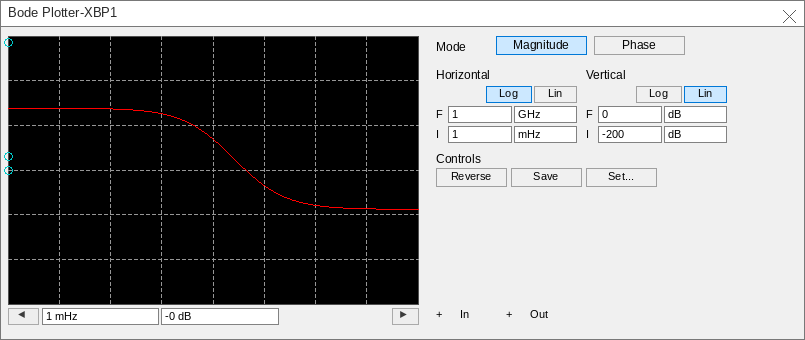 Bode Plotter-XBP1
Mode Magnitude Phase
Horizontal Vertical
Log Lin Log Lin
F 1 GHz F 0 dB
I 1 mHz I -200 dB
Controls
Reverse Save Set...
1 mHz -0 dB + In + Out